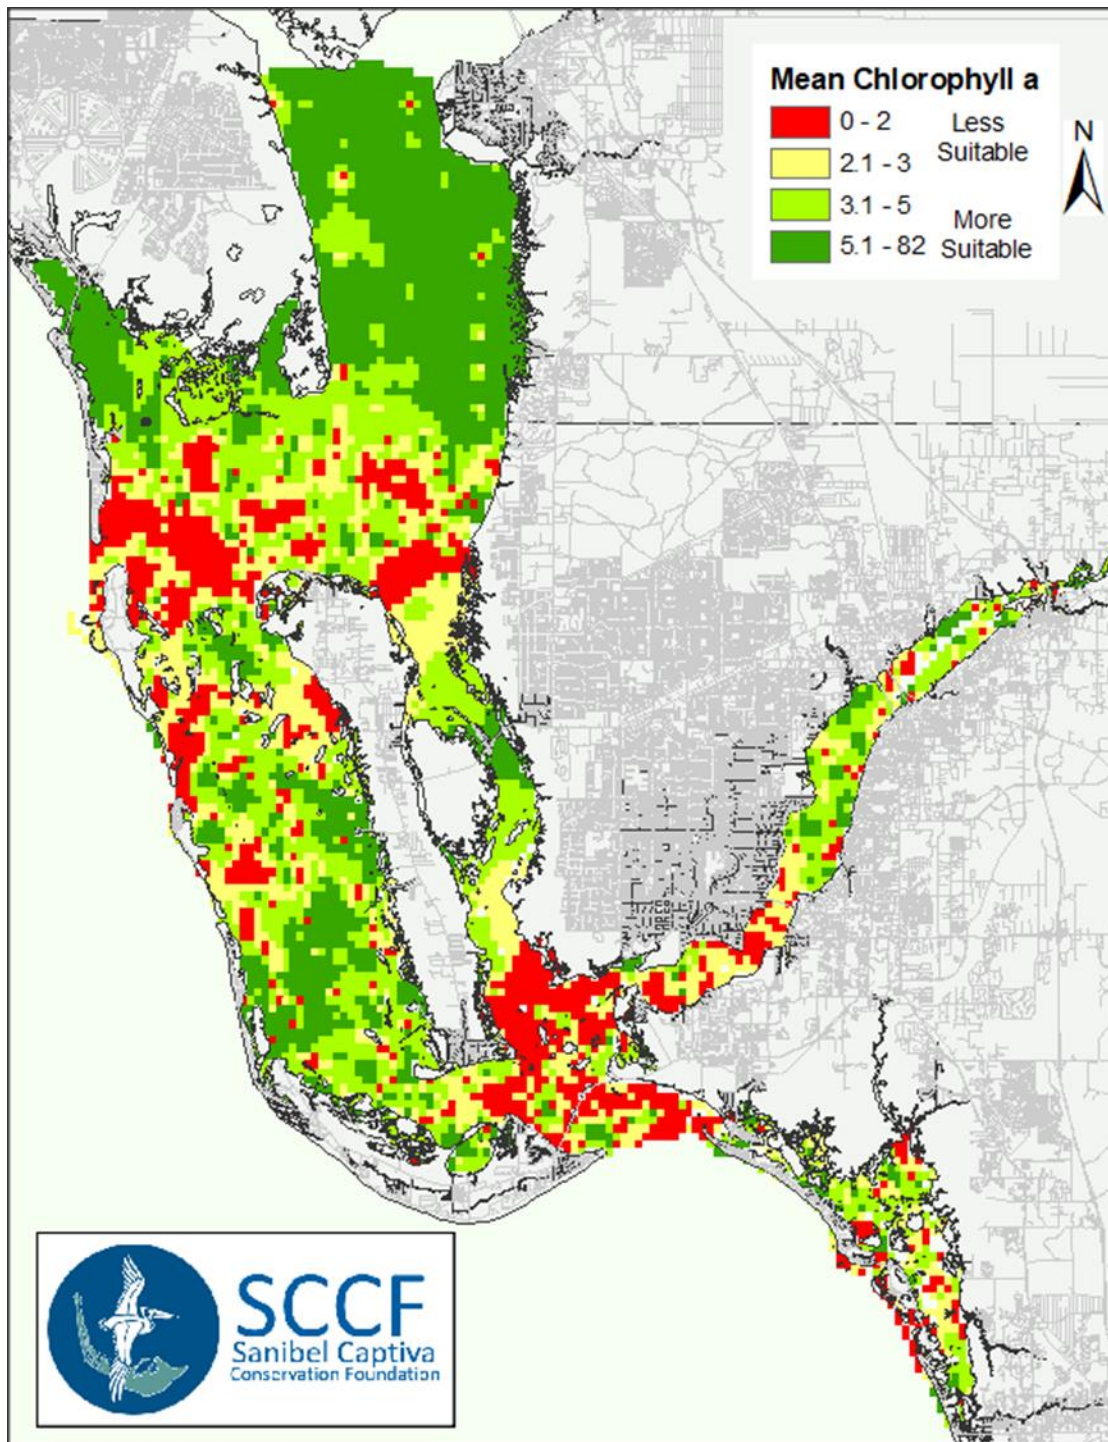 Mean Chlorophyll a
N
0 - 2
Less
Suitable
2.1 - 3
3.1 - 5
More
Suitable
5.1 - 82
SCCF
Sanibel Captiva
Conservation Foundation